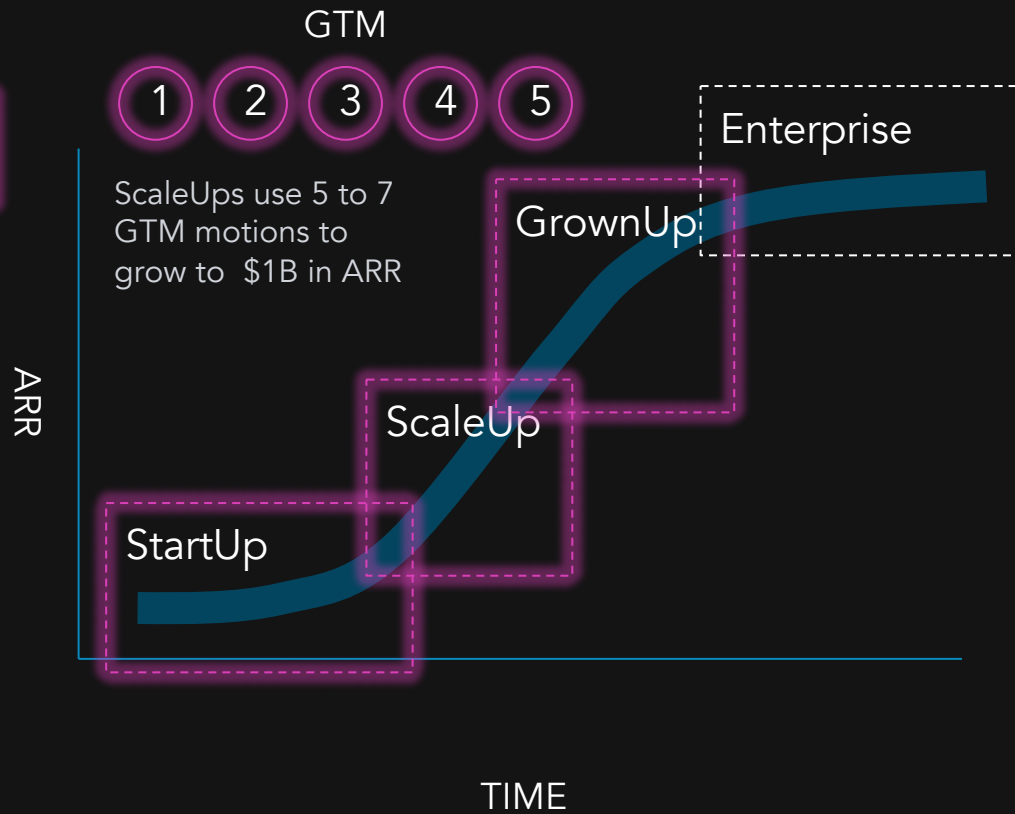 GTM
1 2 3 4 5
ScaleUps use 5 to 7
GTM motions to
grow to $1B in ARR
Enterprise
GrownUp
ScaleUp
StartUp
ARR
TIME